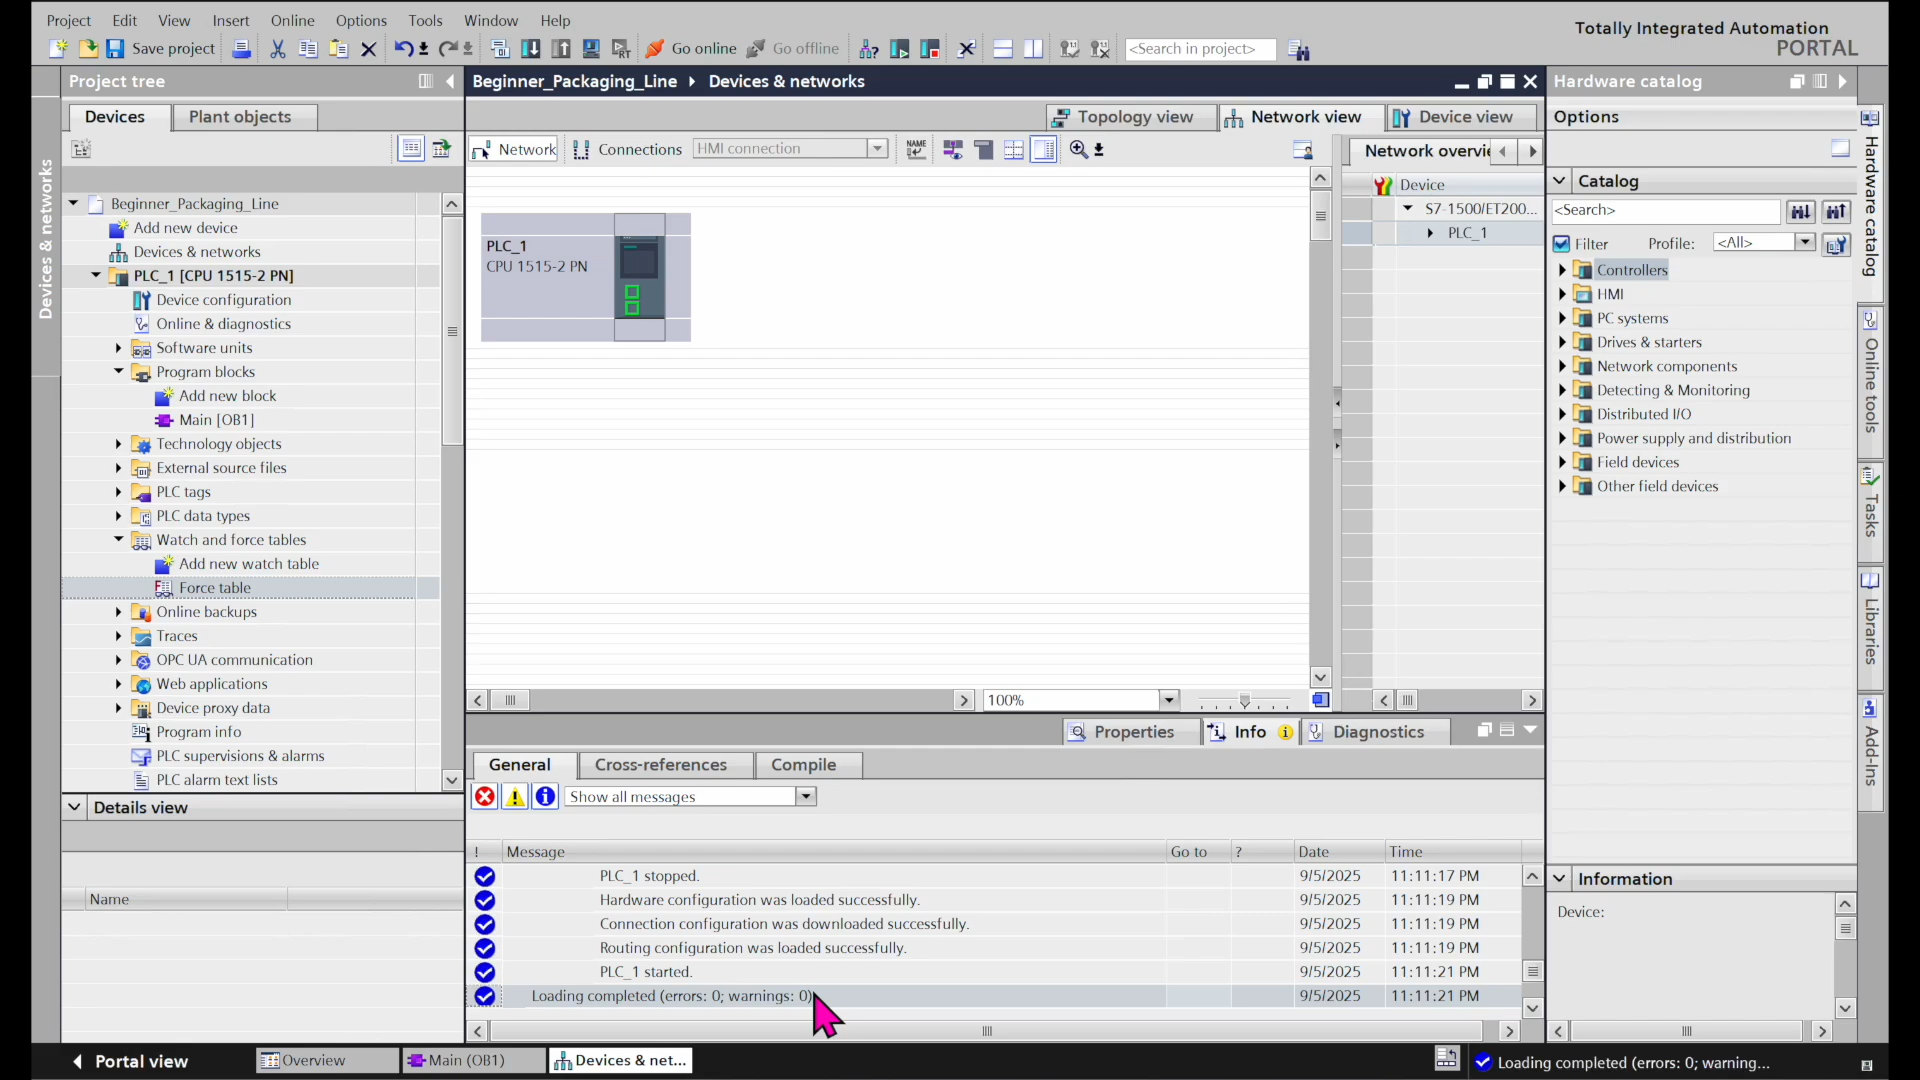 Project Edit View Insert Online Options Tools Window Help
Totally Integrated Automation
PORTAL
Save project Go online Go offline <Search in project>
Project tree
Beginner_Packaging_Line Devices & networks
Hardware catalog
Devices Plant objects
Topology view Network view Device view
Options
Network Connections HMI connection
NAME
Network overvie
Device
S7-1500/ET200...
PLC_1
Catalog
<Search>
Filter Profile: <All>
Controllers
HMI
PC systems
Drives & starters
Network components
Detecting & Monitoring
Distributed I/O
Power supply and distribution
Field devices
Other field devices
Devices & networks
Beginner_Packaging_Line
Add new device
Devices & networks
PLC_1 [CPU 1515-2 PN]
Device configuration
Online & diagnostics
Software units
Program blocks
Add new block
Main [OB1]
Technology objects
External source files
PLC tags
PLC data types
Watch and force tables
Add new watch table
Force table
Online backups
Traces
OPC UA communication
Web applications
Device proxy data
Program info
PLC supervisions & alarms
PLC alarm text lists
PLC_1
CPU 1515-2 PN
100%
Hardware catalog
Online tools
Tasks
Libraries
Add-Ins
Properties Info Diagnostics
General Cross-references Compile
Show all messages
! Message Go to ? Date Time
PLC_1 stopped. 9/5/2025 11:11:17 PM
Hardware configuration was loaded successfully. 9/5/2025 11:11:19 PM
Connection configuration was downloaded successfully. 9/5/2025 11:11:19 PM
Routing configuration was loaded successfully. 9/5/2025 11:11:19 PM
PLC_1 started. 9/5/2025 11:11:21 PM
Loading completed (errors: 0; warnings: 0) 9/5/2025 11:11:21 PM
Details view
Name
Information
Device:
Portal view Overview Main (OB1) Devices & net... Loading completed (errors: 0; warning...